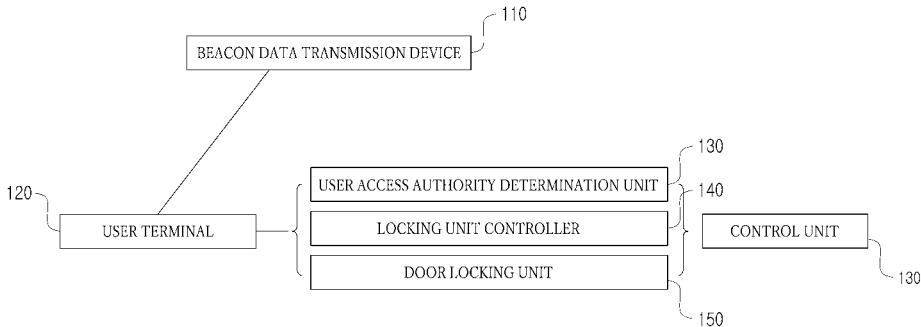 110
BEACON DATA TRANSMISSION DEVICE
130
USER ACCESS AUTHORITY DETERMINATION UNIT
140
120
USER TERMINAL
LOCKING UNIT CONTROLLER
CONTROL UNIT
DOOR LOCKING UNIT
130
150